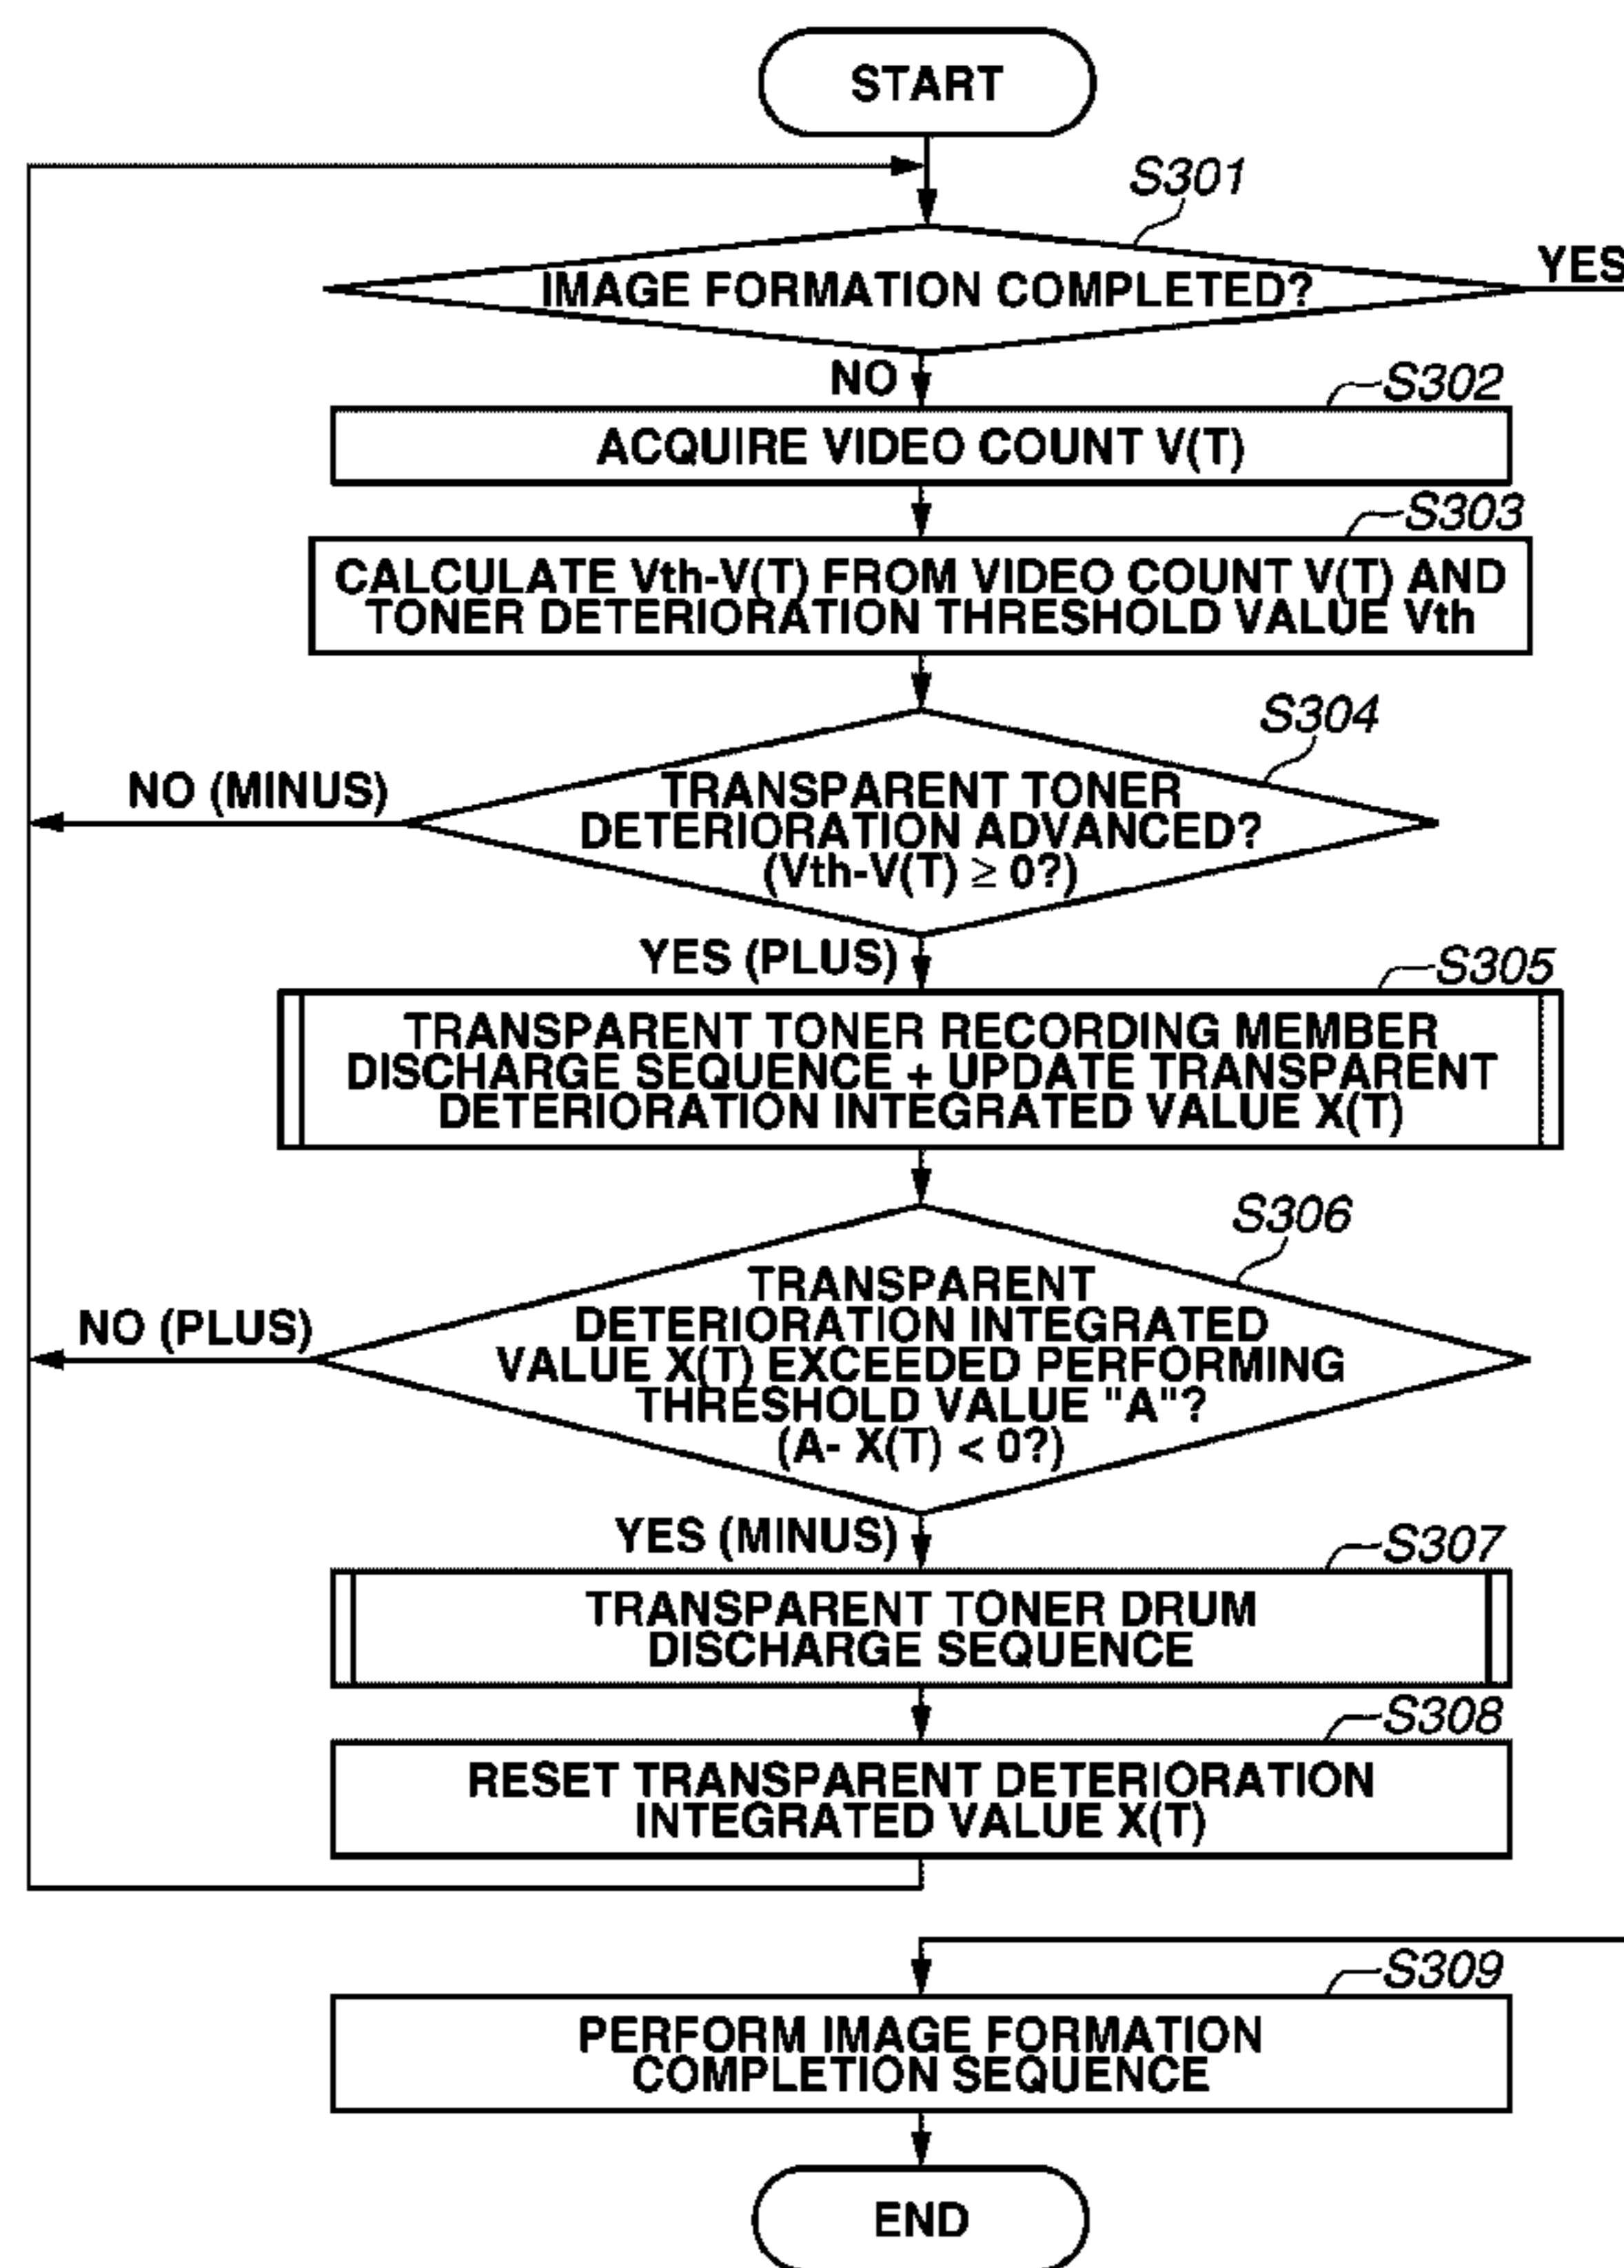 START
S301
IMAGE FORMATION COMPLETED?
YES
NO
S302
ACQUIRE VIDEO COUNT V(T)
S303
CALCULATE Vth-V(T) FROM VIDEO COUNT V(T) AND
TONER DETERIORATION THRESHOLD VALUE Vth
S304
NO (MINUS)
TRANSPARENT TONER
DETERIORATION ADVANCED?
(Vth-V(T) ≥ 0?)
YES (PLUS)
S305
TRANSPARENT TONER RECORDING MEMBER
DISCHARGE SEQUENCE + UPDATE TRANSPARENT
DETERIORATION INTEGRATED VALUE X(T)
S306
NO (PLUS)
TRANSPARENT
DETERIORATION INTEGRATED
VALUE X(T) EXCEEDED PERFORMING
THRESHOLD VALUE "A"?
(A- X(T) < 0?)
YES (MINUS)
S307
TRANSPARENT TONER DRUM
DISCHARGE SEQUENCE
S308
RESET TRANSPARENT DETERIORATION
INTEGRATED VALUE X(T)
S309
PERFORM IMAGE FORMATION
COMPLETION SEQUENCE
END